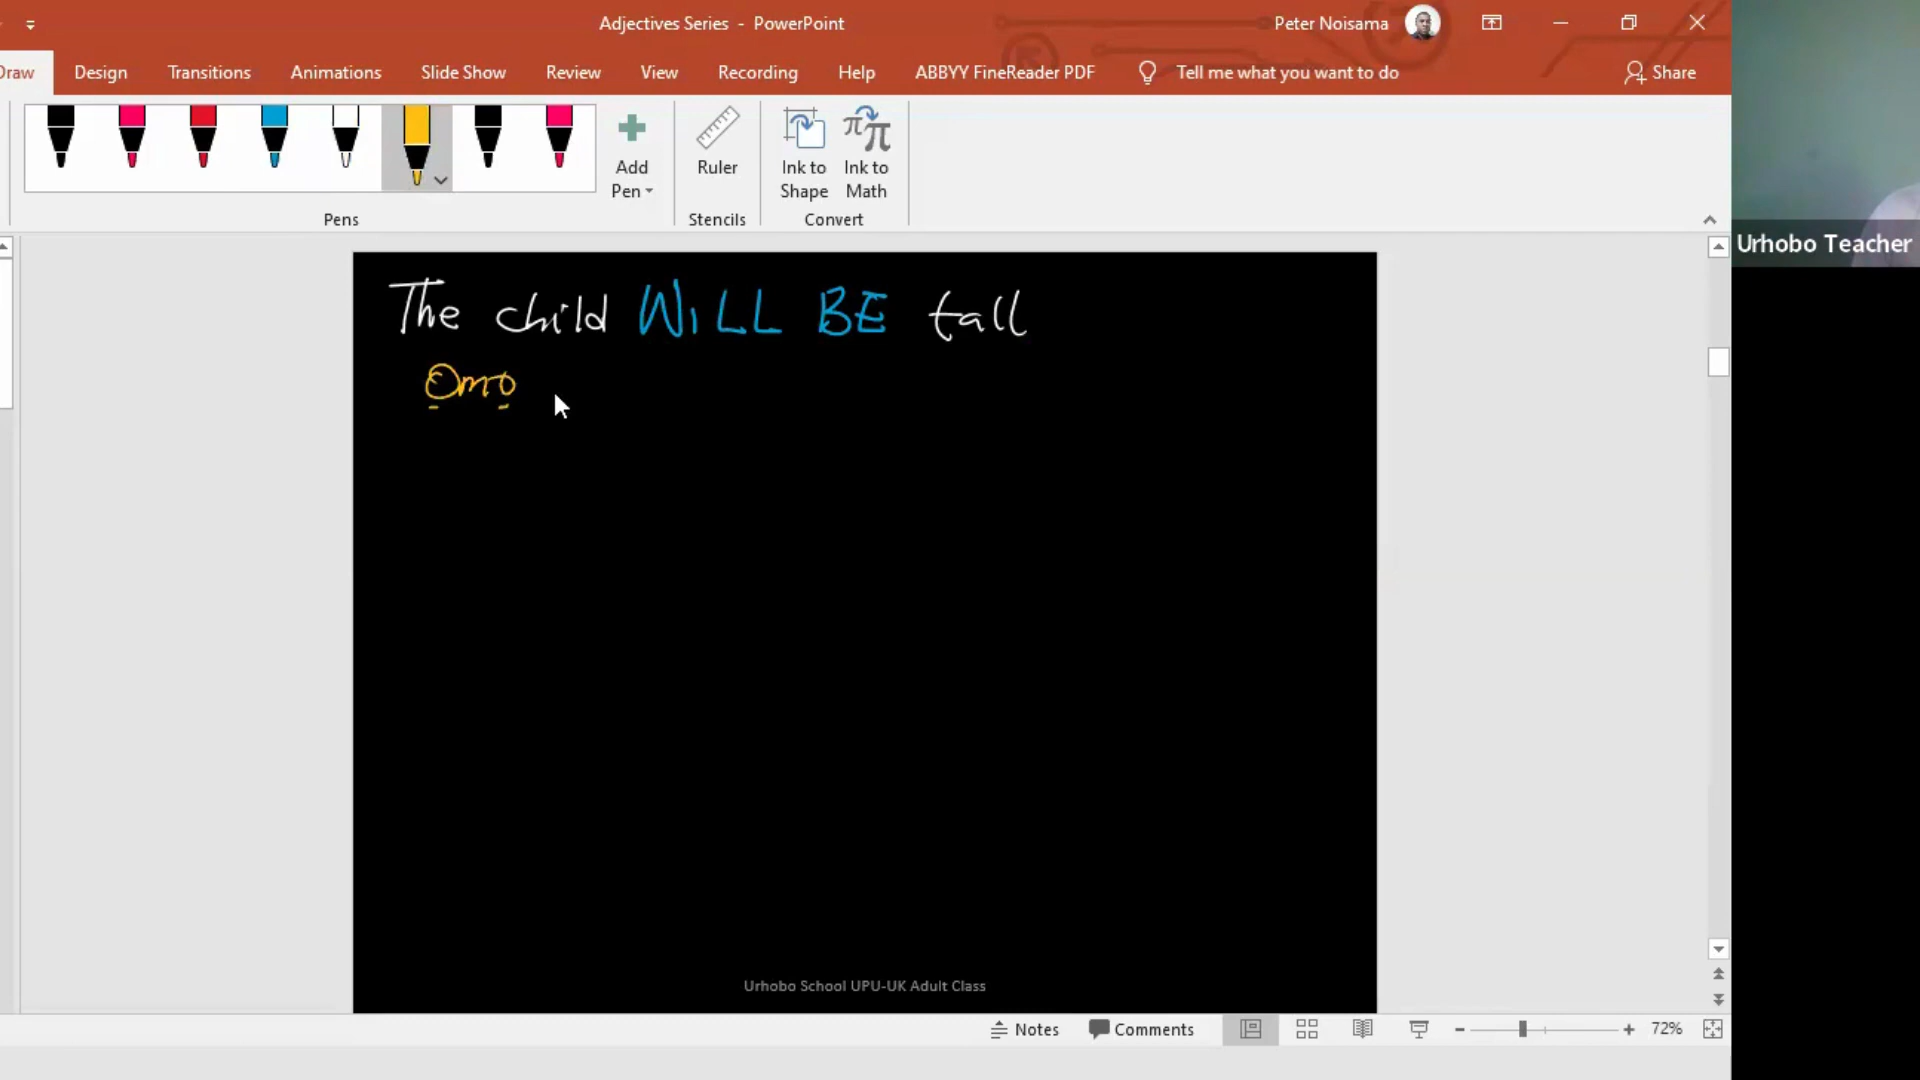 Adjectives Series - PowerPoint Peter Noisama
Draw Design Transitions Animations Slide Show Review View Recording Help ABBYY FineReader PDF Tell me what you want to do Share
Add Pen
Ruler
Ink to Shape
Ink to Math
Pens
Stencils
Convert
Urhobo Teacher
The child WiLL BE tall
Ọmọ
Urhobo School UPU-UK Adult Class
Notes Comments 72%